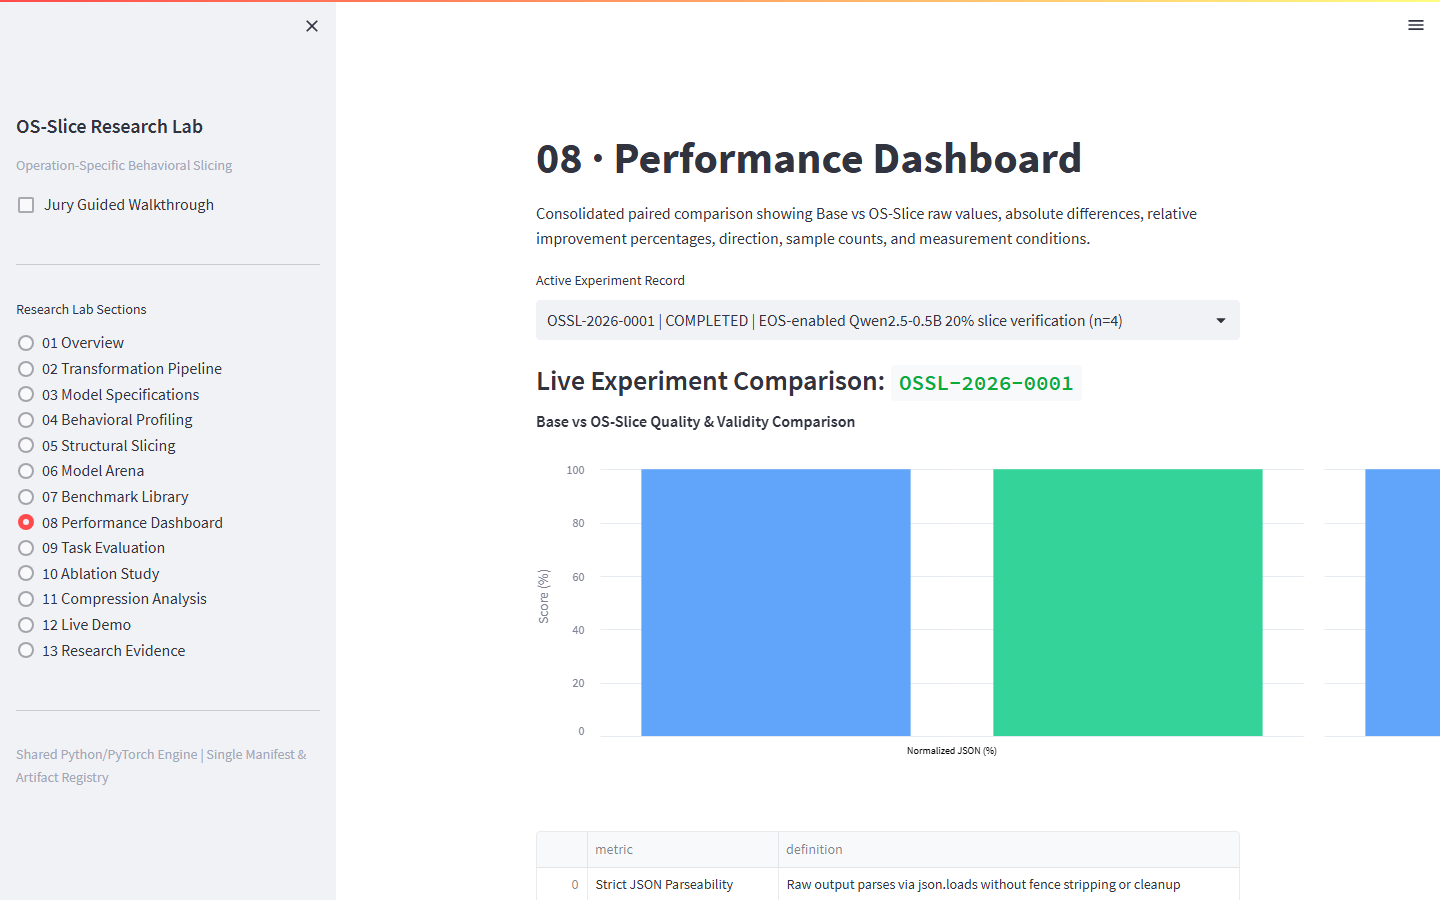 OS-Slice Research Lab
Operation-Specific Behavioral Slicing
Jury Guided Walkthrough
Research Lab Sections
01 Overview
02 Transformation Pipeline
03 Model Specifications
04 Behavioral Profiling
05 Structural Slicing
06 Model Arena
07 Benchmark Library
08 Performance Dashboard
09 Task Evaluation
10 Ablation Study
11 Compression Analysis
12 Live Demo
13 Research Evidence
Shared Python/PyTorch Engine | Single Manifest &
Artifact Registry
08 · Performance Dashboard
Consolidated paired comparison showing Base vs OS-Slice raw values, absolute differences, relative
improvement percentages, direction, sample counts, and measurement conditions.
Active Experiment Record
OSSL-2026-0001 | COMPLETED | EOS-enabled Qwen2.5-0.5B 20% slice verification (n=4)
Live Experiment Comparison: OSSL-2026-0001
Base vs OS-Slice Quality & Validity Comparison
100
80
60
40
20
0
Score (%)
Normalized JSON (%)
metric definition
0 Strict JSON Parseability Raw output parses via json.loads without fence stripping or cleanup